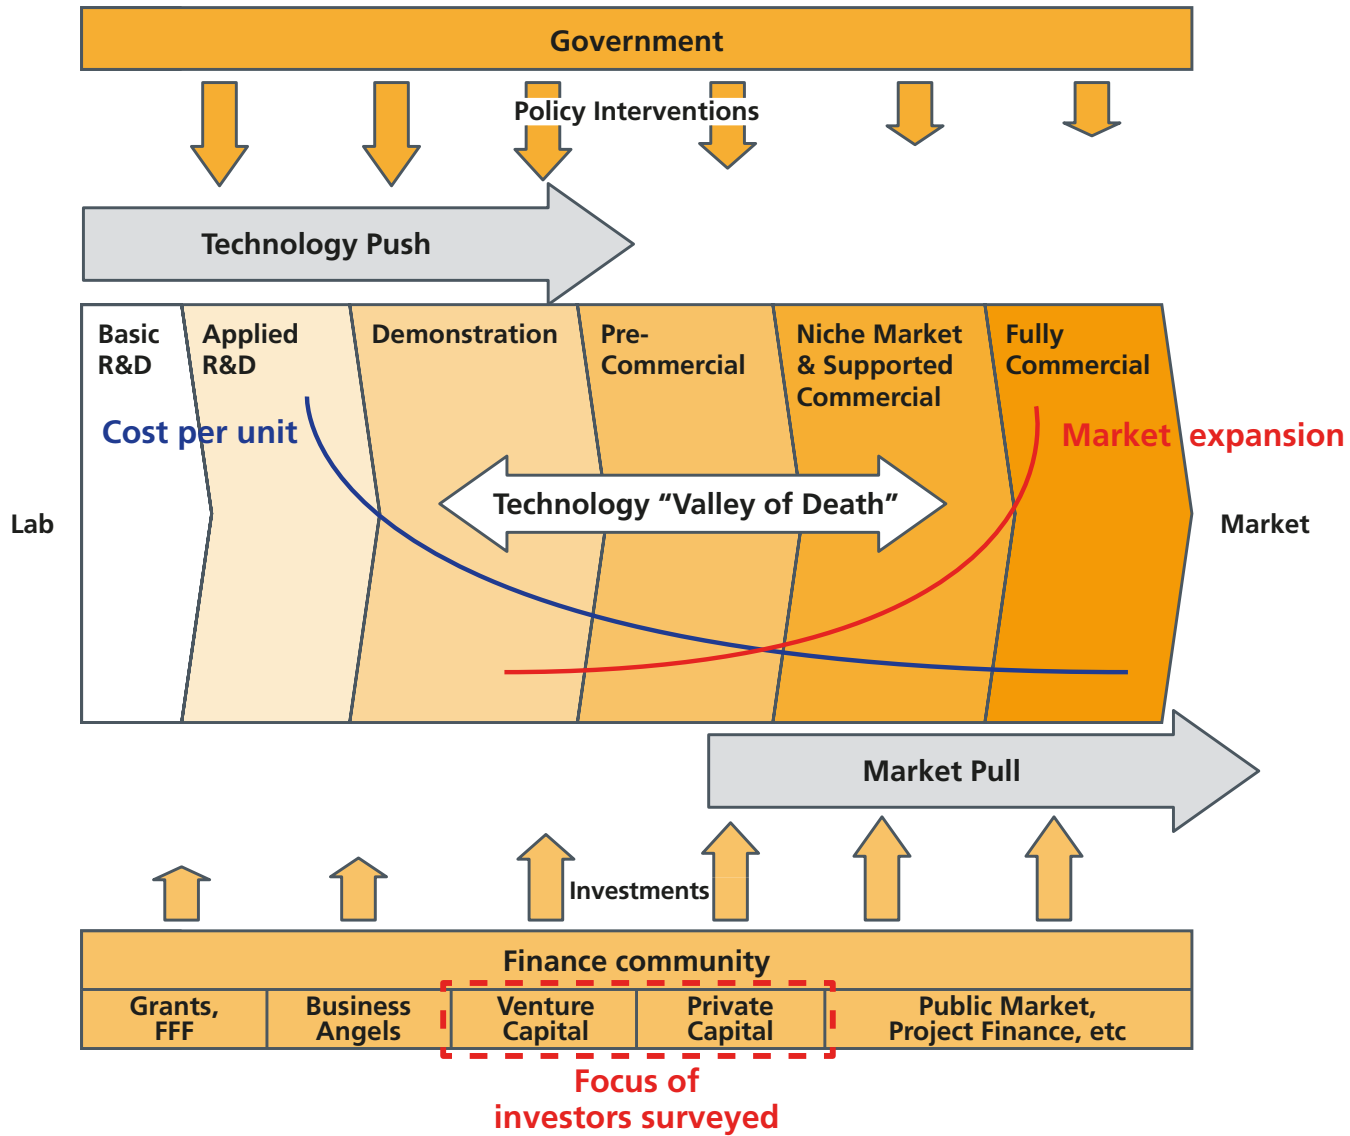 Government
Policy Interventions
Technology Push
Basic
R&D
Applied
R&D
Demonstration
Pre-
Commercial
Niche Market
& Supported
Commercial
Fully
Commercial
Cost per unit
Market expansion
Technology “Valley of Death”
Lab
Market
Market Pull
Investments
Finance community
Grants,
FFF
Business
Angels
Venture
Capital
Private
Capital
Public Market,
Project Finance, etc
Focus of
investors surveyed